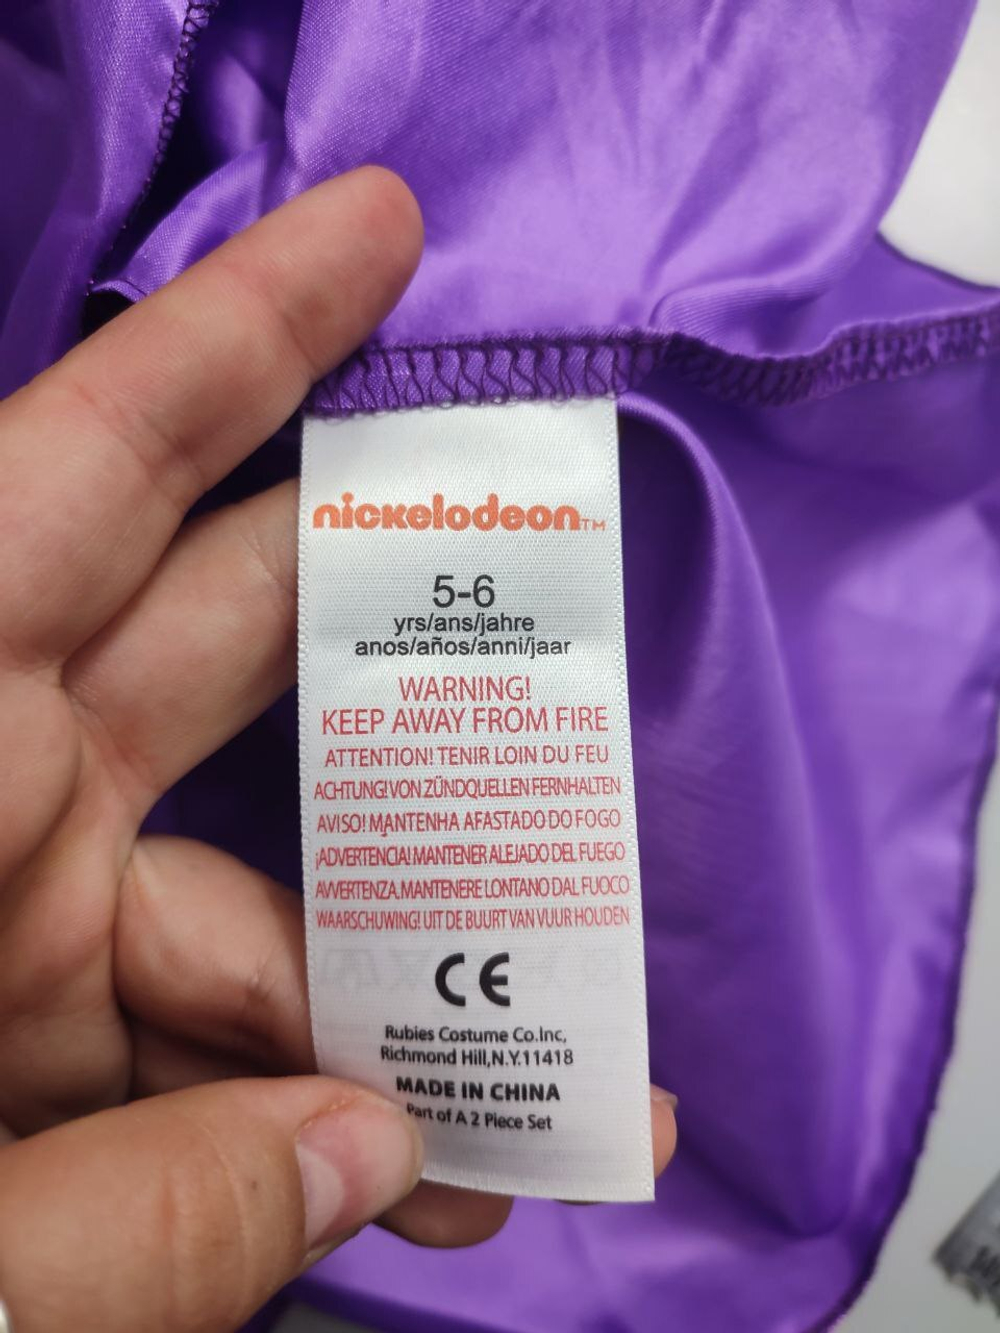 nickelodeon™
5-6
yrs/ans/jahre
anos/años/anni/jaar
WARNING!
KEEP AWAY FROM FIRE
ATTENTION! TENIR LOIN DU FEU
ACHTUNG! VON ZÜNDQUELLEN FERNHALTEN
AVISO! MANTENHA AFASTADO DO FOGO
¡ADVERTENCIA! MANTENER ALEJADO DEL FUEGO
AVVERTENZA. MANTENERE LONTANO DAL FUOCO
WAARSCHUWING! UIT DE BUURT VAN VUUR HOUDEN
CE
Rubies Costume Co.Inc,
Richmond Hill,N.Y.11418
MADE IN CHINA
Part of A 2 Piece Set